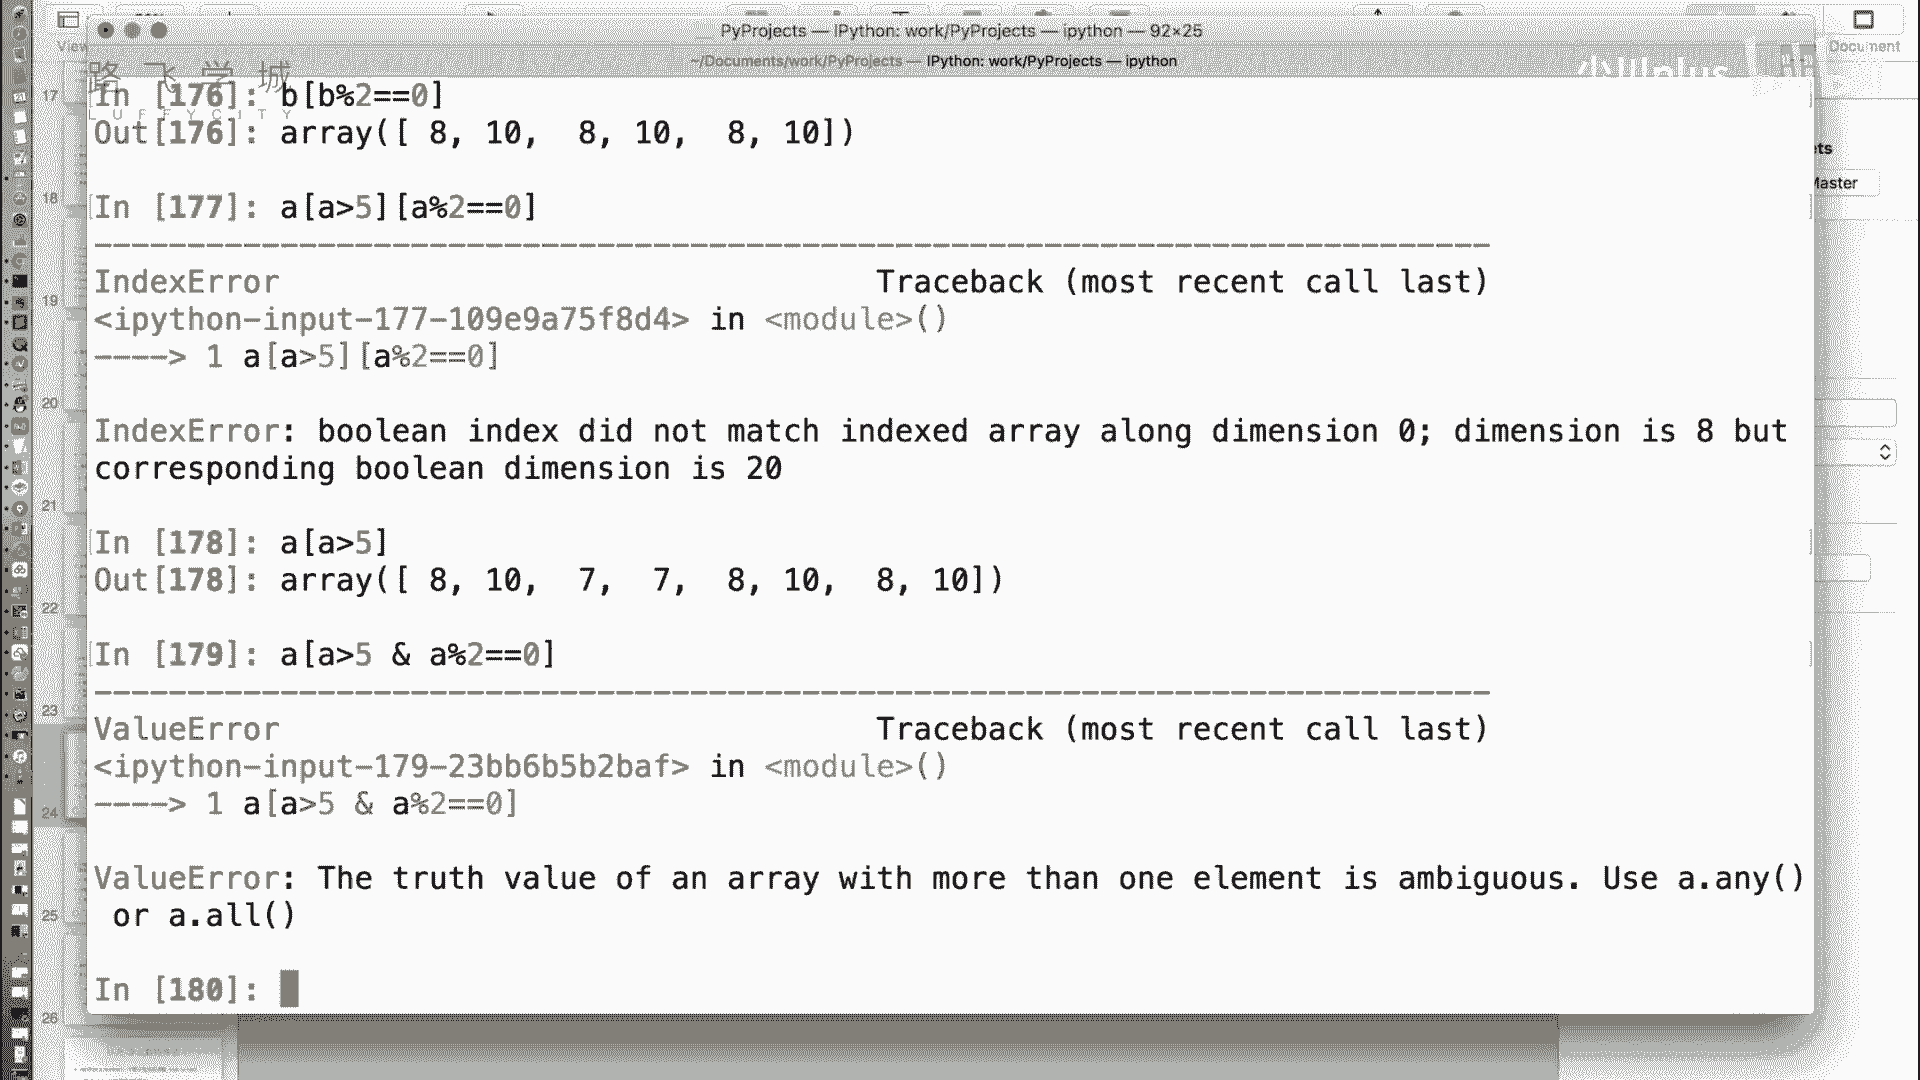 PyProjects — IPython: work/PyProjects — ipython — 92×25
View
Document
~/Documents/work/PyProjects — IPython: work/PyProjects — ipython
路飞学城
LUFFYCITY
In [176]: b[b%2==0]
Out[176]: array([ 8, 10,  8, 10,  8, 10])
In [177]: a[a>5][a%2==0]
---------------------------------------------------------------------------
IndexError                                Traceback (most recent call last)
<ipython-input-177-109e9a75f8d4> in <module>()
----> 1 a[a>5][a%2==0]
IndexError: boolean index did not match indexed array along dimension 0; dimension is 8 but
corresponding boolean dimension is 20
In [178]: a[a>5]
Out[178]: array([ 8, 10,  7,  7,  8, 10,  8, 10])
In [179]: a[a>5 & a%2==0]
---------------------------------------------------------------------------
ValueError                                Traceback (most recent call last)
<ipython-input-179-23bb6b5b2baf> in <module>()
----> 1 a[a>5 & a%2==0]
ValueError: The truth value of an array with more than one element is ambiguous. Use a.any()
or a.all()
In [180]:
17
18
19
20
21
22
23
24
25
26